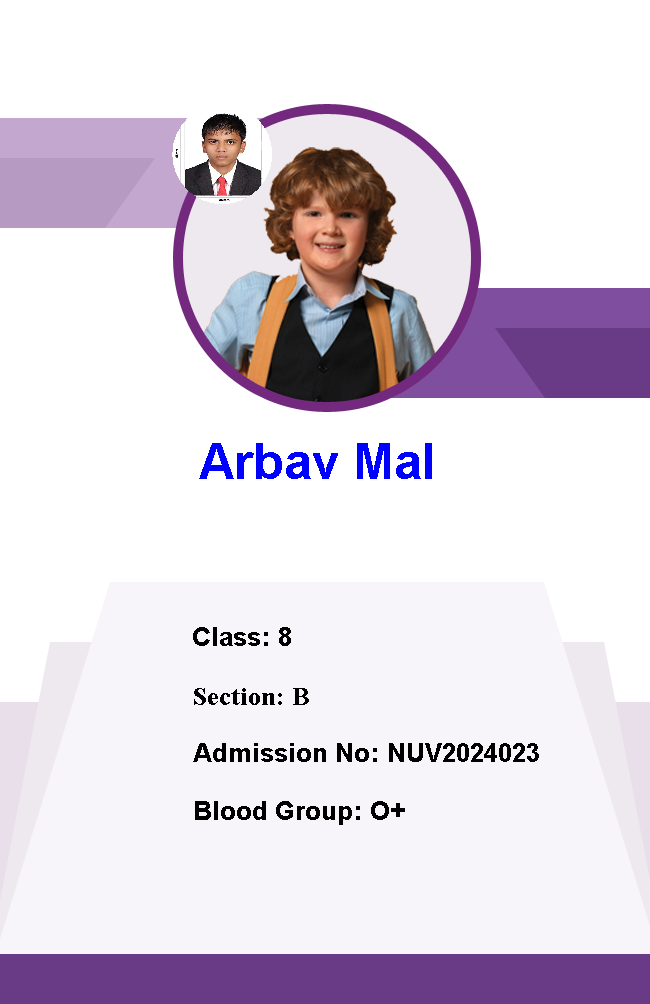 Arbav Mal
Class: 8
Section: B
Admission No: NUV2024023
Blood Group: O+